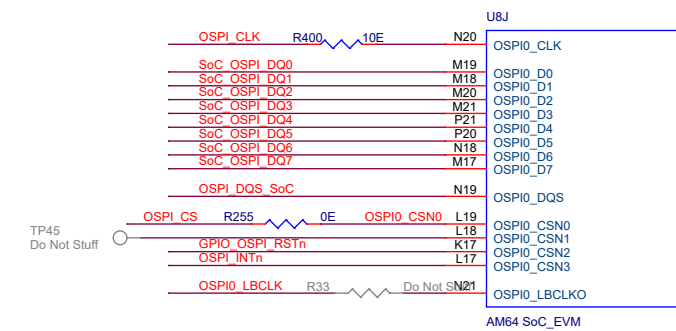 U8J
OSPI_CLK R400 10E N20 OSPI0_CLK
SoC_OSPI_DQ0 M19 OSPI0_D0
SoC_OSPI_DQ1 M18 OSPI0_D1
SoC_OSPI_DQ2 M20 OSPI0_D2
SoC_OSPI_DQ3 M21 OSPI0_D3
SoC_OSPI_DQ4 P21 OSPI0_D4
SoC_OSPI_DQ5 P20 OSPI0_D5
SoC_OSPI_DQ6 N18 OSPI0_D6
SoC_OSPI_DQ7 M17 OSPI0_D7
OSPI_DQS_SoC N19 OSPI0_DQS
OSPI_CS R255 0E OSPI0_CSN0 L19 OSPI0_CSN0
TP45 L18 OSPI0_CSN1
Do Not Stuff
GPIO_OSPI_RSTn K17 OSPI0_CSN2
OSPI_INTn L17 OSPI0_CSN3
OSPI0_LBCLK R33 Do Not Stuff N21 OSPI0_LBCLKO
AM64 SoC_EVM